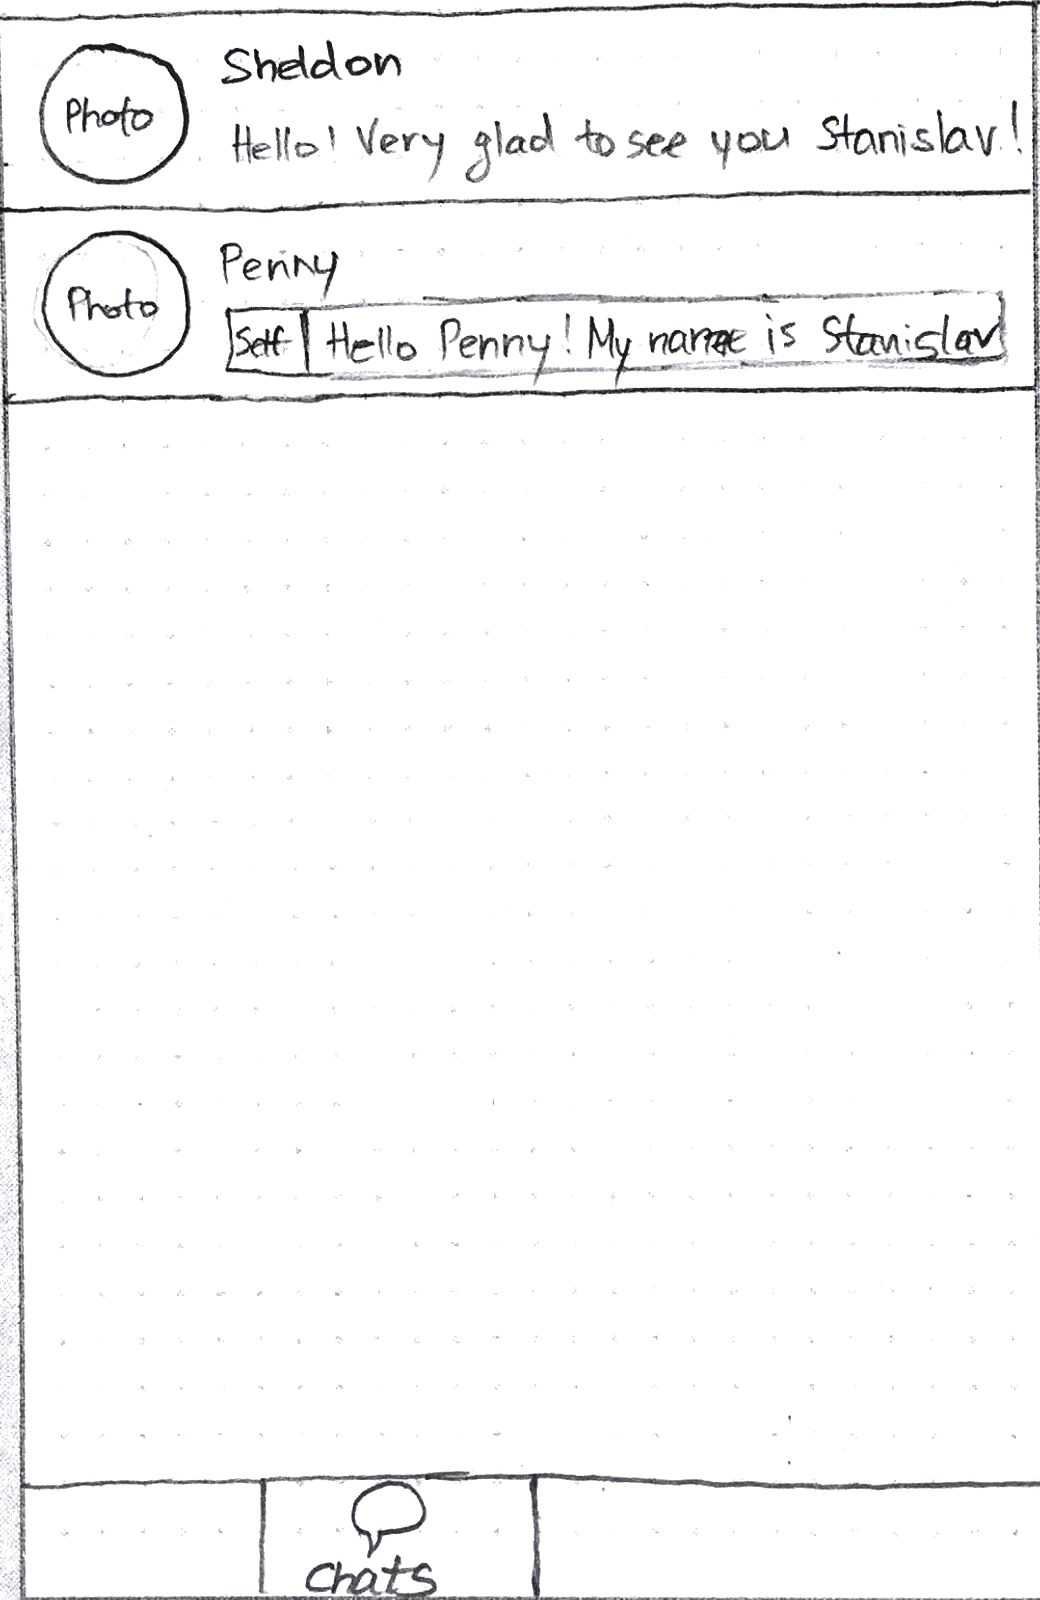 Photo
Sheldon
Hello! Very glad to see you Stanislav!
Photo
Penny
Self Hello Penny! My name is Stanislav
Chats